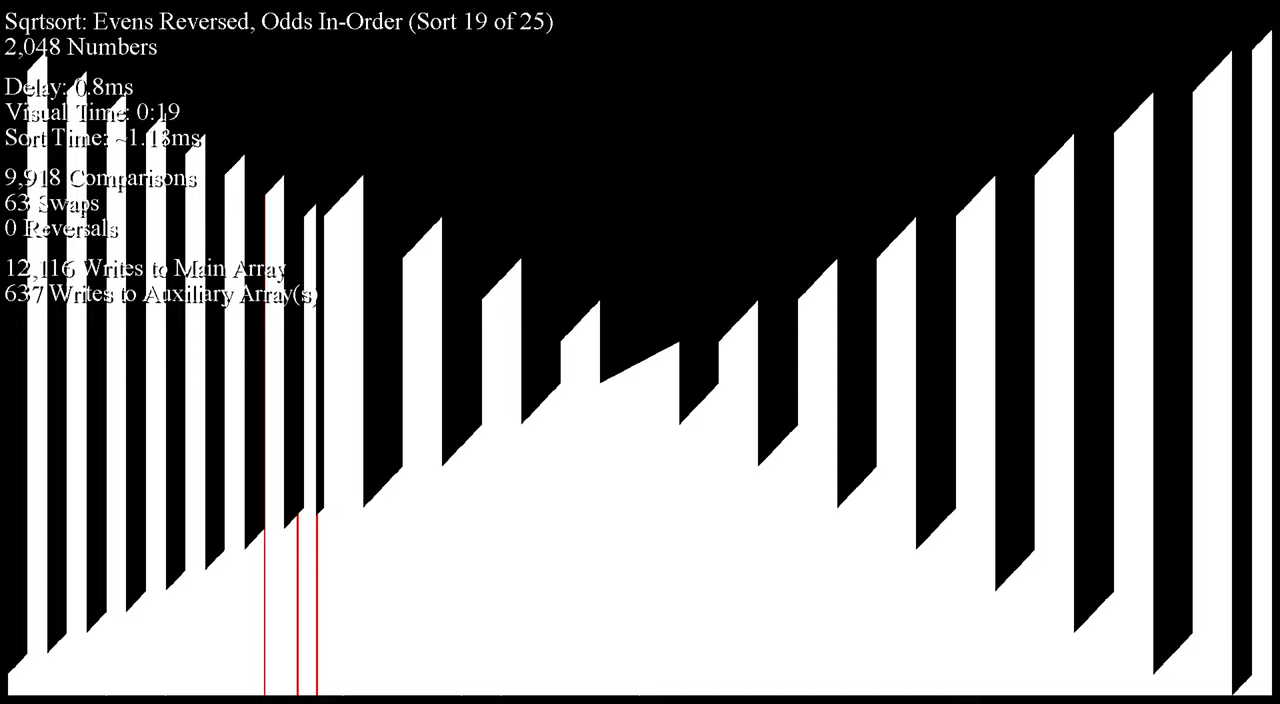 Sqrtsort: Evens Reversed, Odds In-Order (Sort 19 of 25)
2,048 Numbers
Delay: 0.8ms
Visual Time: 0:19
Sort Time: ~1.13ms
9,918 Comparisons
63 Swaps
0 Reversals
12,116 Writes to Main Array
637 Writes to Auxiliary Array(s)